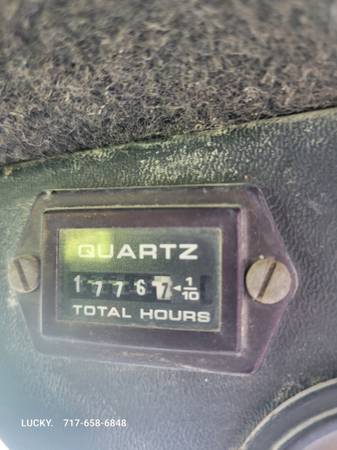 QUARTZ
1 7 7 6 7 ◄ 1/10
TOTAL HOURS
LUCKY. 717-658-6848